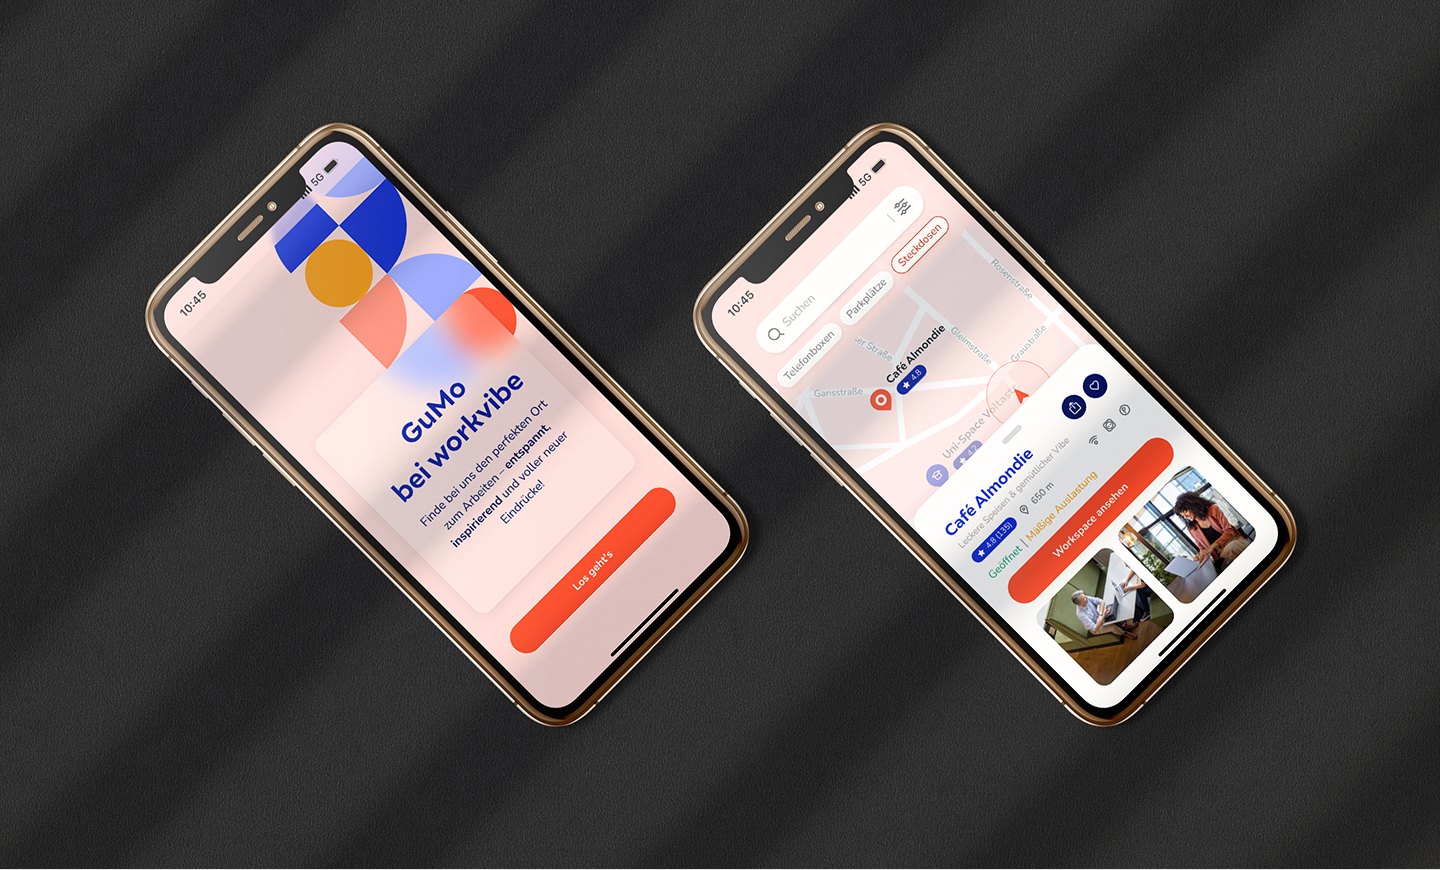 10:45
5G
GuMo
bei workvibe
Finde bei uns den perfekten Ort
zum Arbeiten – entspannt,
inspirierend und voller neuer
Eindrücke!
Los geht's
10:45
5G
Suchen
Telefonboxen
Parkplätze
Steckdosen
Rosenstraße
er Straße
Gleimstraße
Graustraße
Gansstraße
Café Almondie
4.8
Uni-Space
4.2
Café Almondie
Leckere Speisen & gemütlicher Vibe
4.8 (135)
650 m
Geöffnet | Mäßige Auslastung
Workspace ansehen